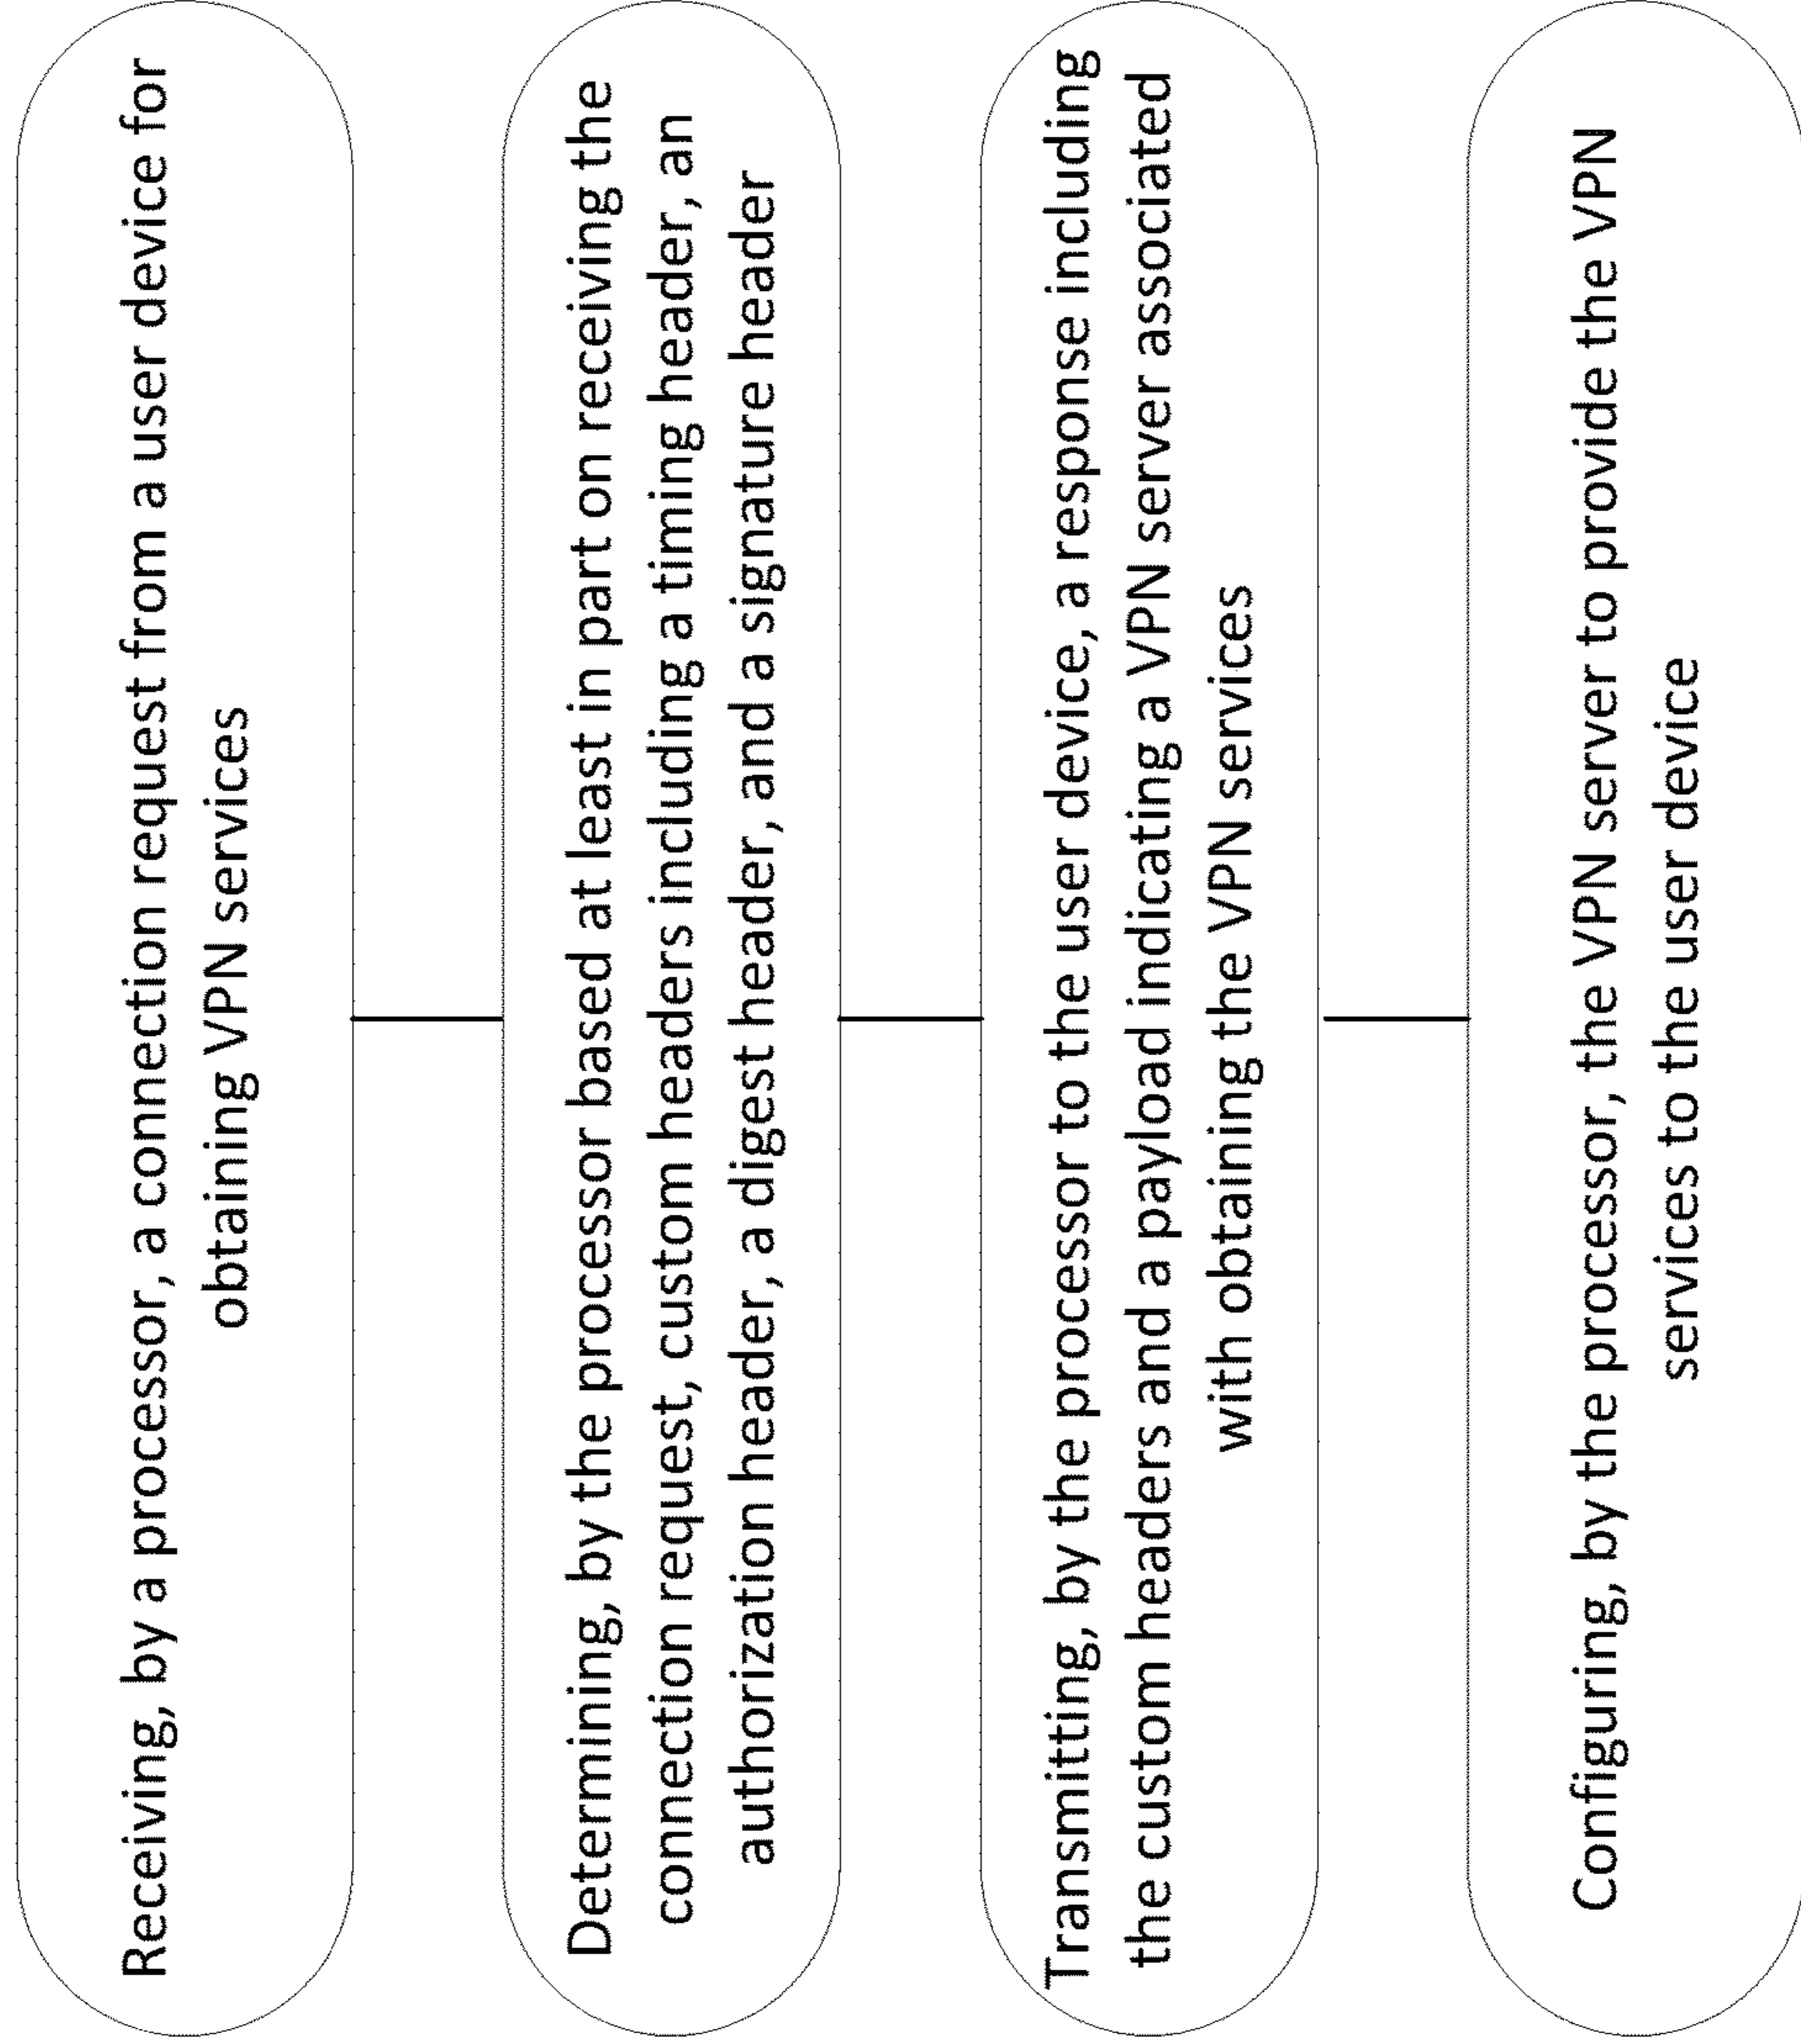 Receiving, by a processor, a connection request from a user device for
obtaining VPN services
Determining, by the processor based at least in part on receiving the
connection request, custom headers including a timing header, an
authorization header, a digest header, and a signature header
Transmitting, by the processor to the user device, a response including
the custom headers and a payload indicating a VPN server associated
with obtaining the VPN services
Configuring, by the processor, the VPN server to provide the VPN
services to the user device